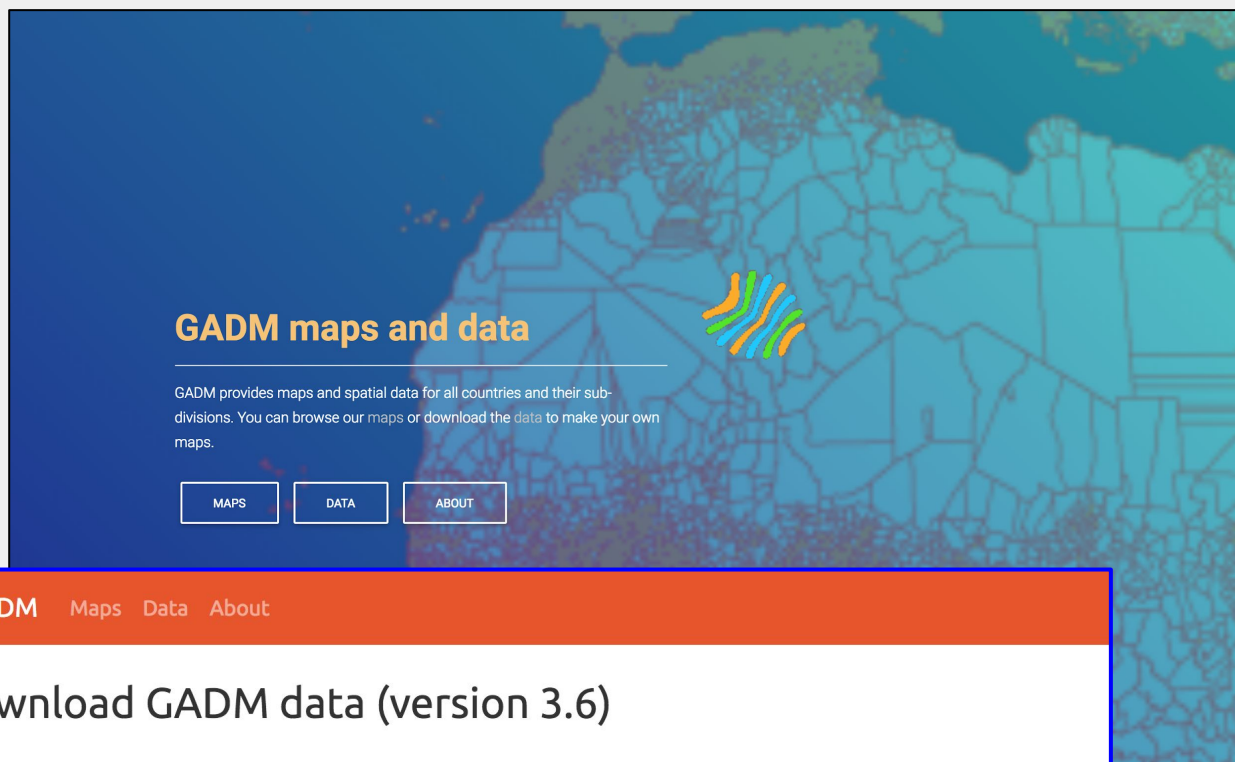 GADM maps and data
GADM provides maps and spatial data for all countries and their sub-
divisions. You can browse our maps or download the data to make your own
maps.
MAPS DATA ABOUT
DM Maps Data About
wnload GADM data (version 3.6)